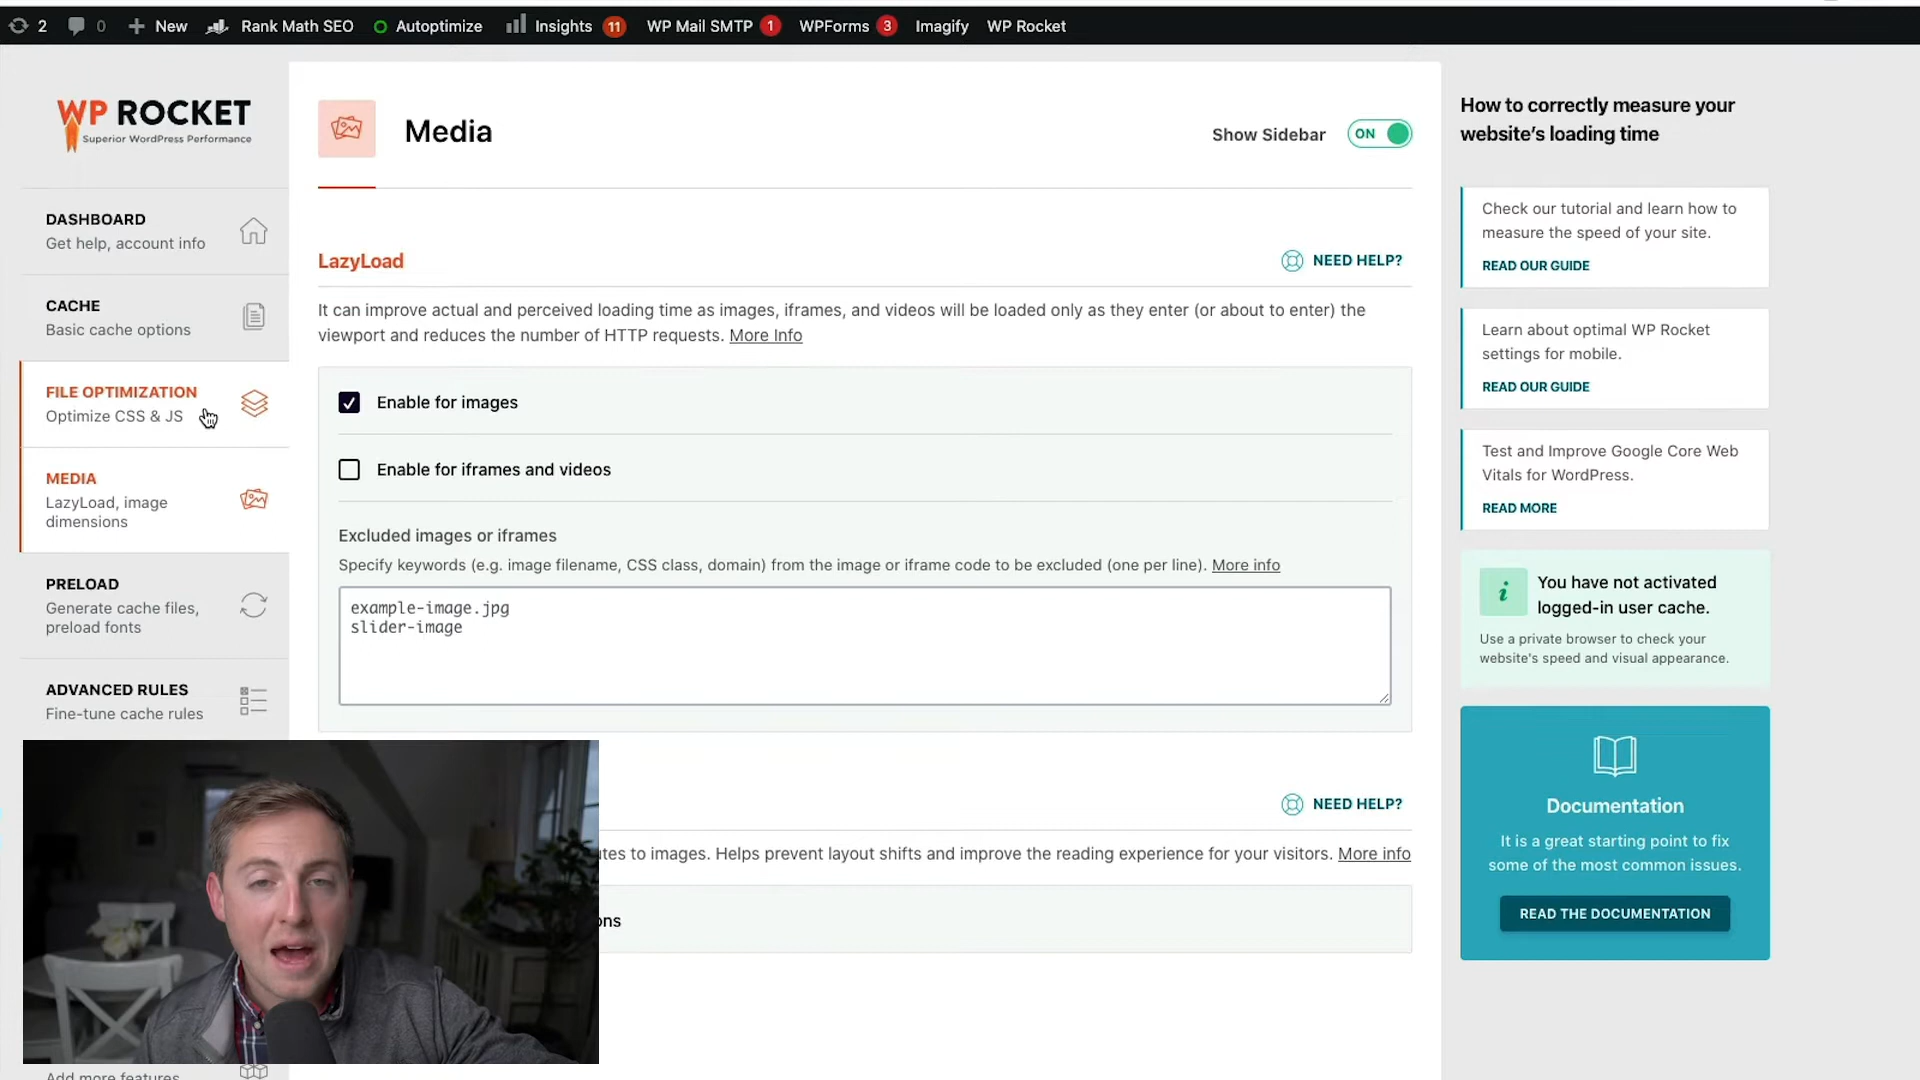 2
0
New
Rank Math SEO
Autoptimize
Insights 11
WP Mail SMTP 1
WPForms 3
Imagify
WP Rocket
WP ROCKET
Superior WordPress Performance
DASHBOARD
Get help, account info
CACHE
Basic cache options
FILE OPTIMIZATION
Optimize CSS & JS
MEDIA
LazyLoad, image
dimensions
PRELOAD
Generate cache files,
preload fonts
ADVANCED RULES
Fine-tune cache rules
Add more features
Media
Show Sidebar
ON
LazyLoad
NEED HELP?
It can improve actual and perceived loading time as images, iframes, and videos will be loaded only as they enter (or about to enter) the
viewport and reduces the number of HTTP requests. More Info
Enable for images
Enable for iframes and videos
Excluded images or iframes
Specify keywords (e.g. image filename, CSS class, domain) from the image or iframe code to be excluded (one per line). More info
example-image.jpg
slider-image
NEED HELP?
to images. Helps prevent layout shifts and improve the reading experience for your visitors. More info
How to correctly measure your
website's loading time
Check our tutorial and learn how to
measure the speed of your site.
READ OUR GUIDE
Learn about optimal WP Rocket
settings for mobile.
READ OUR GUIDE
Test and Improve Google Core Web
Vitals for WordPress.
READ MORE
i
You have not activated
logged-in user cache.
Use a private browser to check your
website's speed and visual appearance.
Documentation
It is a great starting point to fix
some of the most common issues.
READ THE DOCUMENTATION